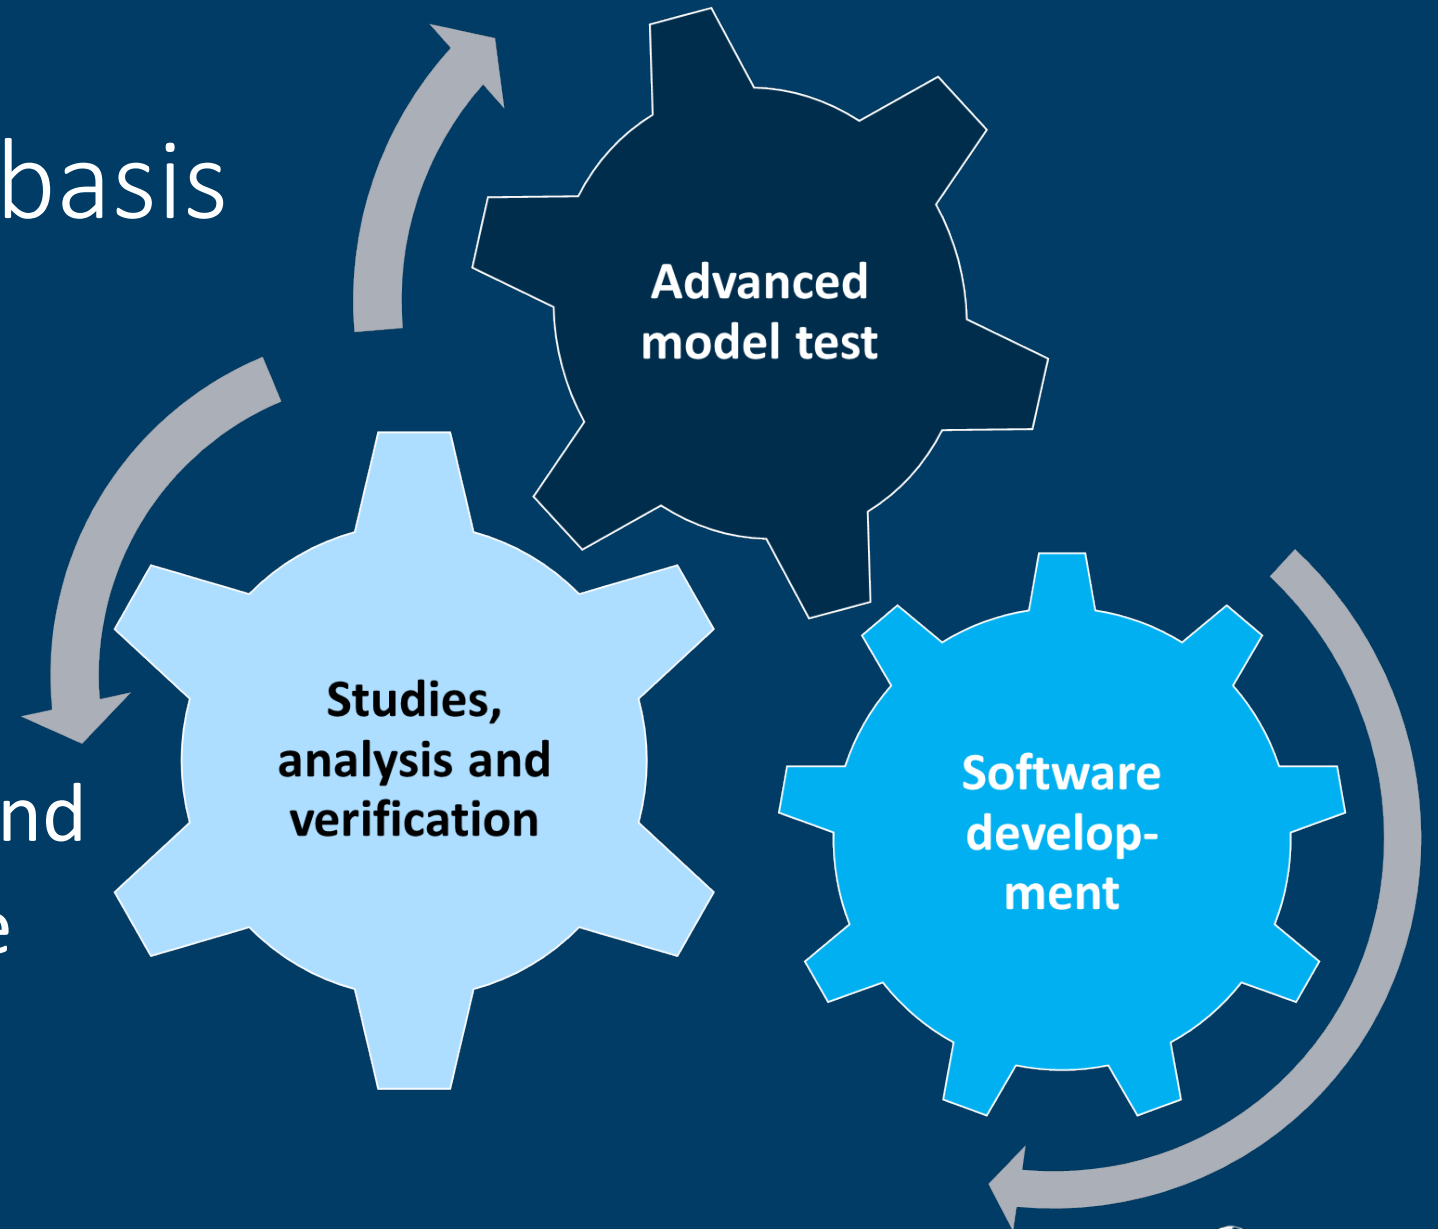 basis
Advanced
model test
Studies,
analysis and
verification
Software
develop-
ment
nd
e